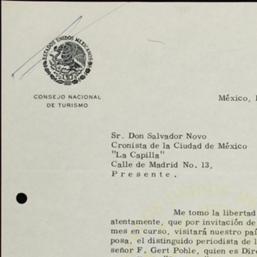 ESTADOS UNIDOS MEXICANOS
CONSEJO NACIONAL
DE TURISMO
México,
Sr. Don Salvador Novo
Cronista de la Ciudad de México
"La Capilla"
Calle de Madrid No. 13,
Presente.
Me tomo la libertad
atentamente, que por invitación de
mes en curso, visitará nuestro paí
posa, el distinguido periodista de l
señor F. Gert Pohle, quien es Dire